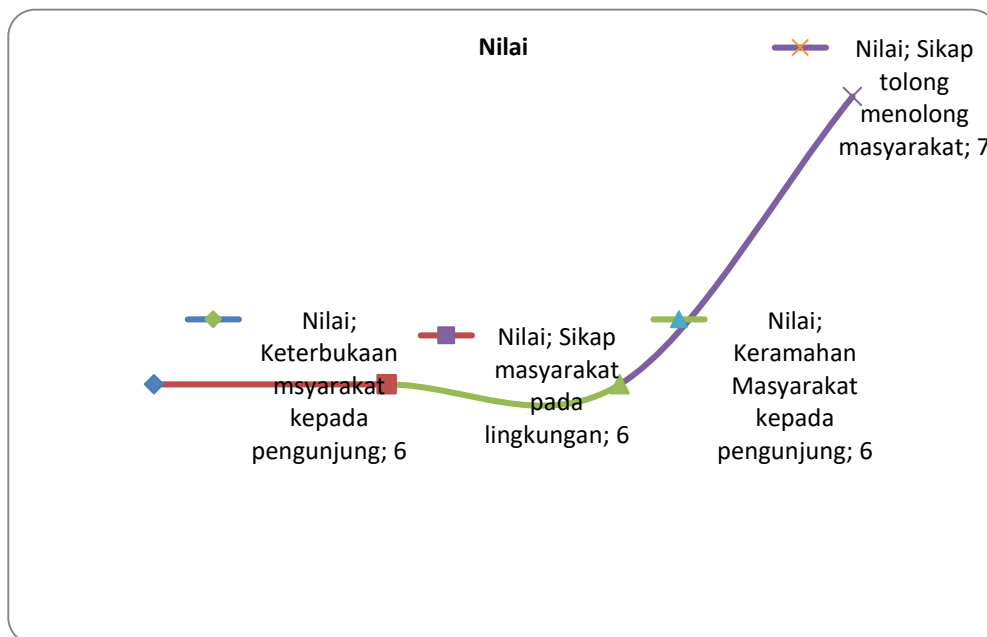 Nilai
Nilai; Sikap
tolong
menolong
masyarakat; 7
Nilai;
Keterbukaan
msyarakat
kepada
pengunjung; 6
Nilai; Sikap
masyarakat
pada
lingkungan; 6
Nilai;
Keramahan
Masyarakat
kepada
pengunjung; 6